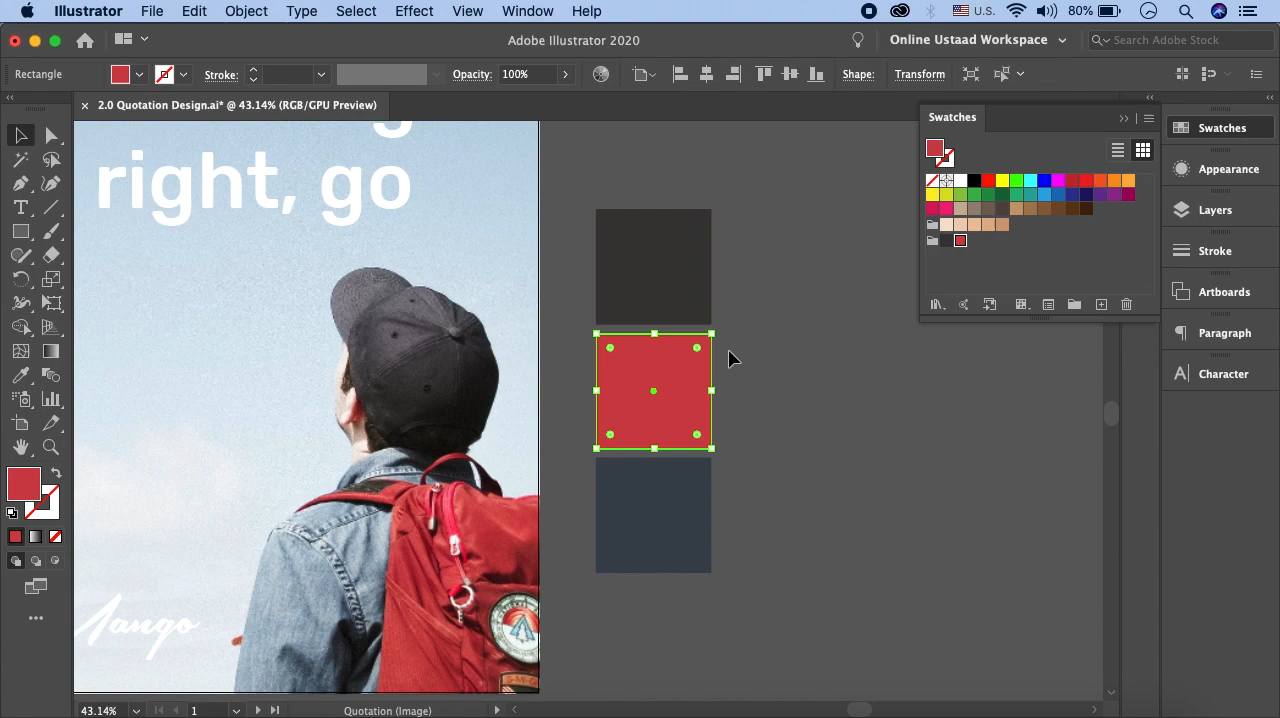 Illustrator File Edit Object Type Select Effect View Window Help U.S. 80%
Adobe Illustrator 2020
Online Ustaad Workspace
Search Adobe Stock
Rectangle Stroke: Opacity: 100% Shape: Transform
2.0 Quotation Design.ai* @ 43.14% (RGB/GPU Preview)
Swatches
Swatches
Appearance
Layers
Stroke
Artboards
Paragraph
Character
right, go
43.14% 1 Quotation (Image)